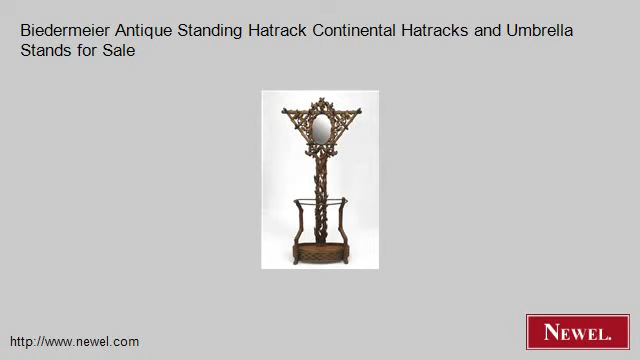 Biedermeier Antique Standing Hatrack Continental Hatracks and Umbrella
Stands for Sale
NEWEL.
http://www.newel.com